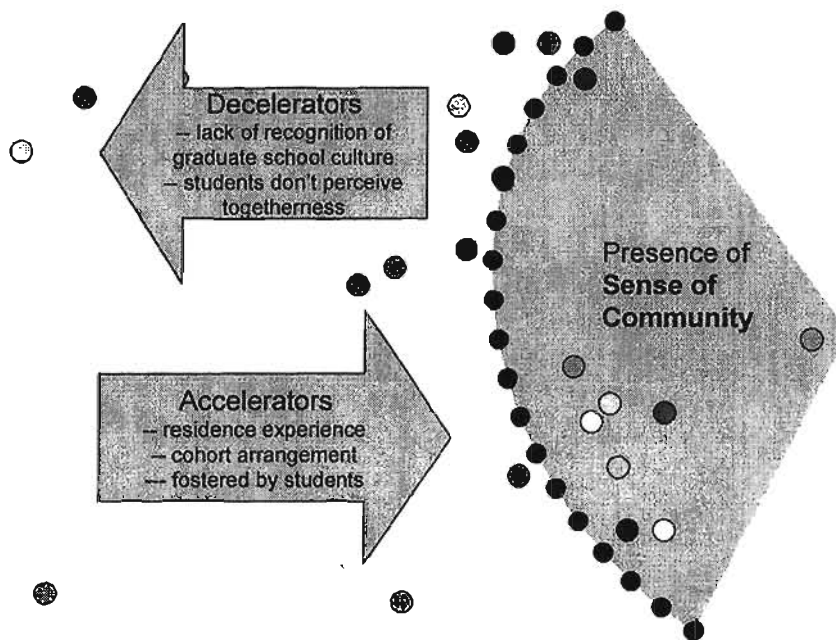 Decelerators
– lack of recognition of
graduate school culture
– students don't perceive
togetherness
Presence of
Sense of
Community
Accelerators
– residence experience
– cohort arrangement
– fostered by students